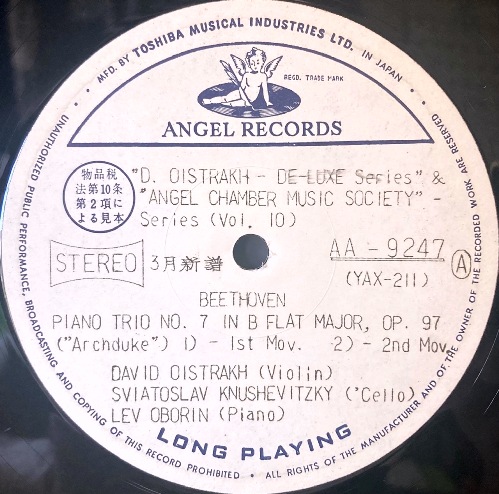 • MFD. BY TOSHIBA MUSICAL INDUSTRIES LTD. IN JAPAN •
REGD. TRADE MARK
ANGEL RECORDS
物品税
法第10条
第2項に
よる見本
"D. OISTRAKH - DE-LUXE Series" &
"ANGEL CHAMBER MUSIC SOCIETY" -
Series (Vol. 10)
STEREO
3月新譜
AA-9247
(YAX-211)
A
BEETHOVEN
PIANO TRIO NO. 7 IN B FLAT MAJOR, OP. 97
("Archduke") 1) - 1st Mov. 2) - 2nd Mov.
DAVID OISTRAKH (Violin)
SVIATOSLAV KNUSHEVITZKY ('Cello)
LEV OBORIN (Piano)
LONG PLAYING
UNAUTHORIZED PUBLIC PERFORMANCE, BROADCASTING AND COPYING OF THIS RECORD PROHIBITED • ALL RIGHTS OF THE MANUFACTURER AND OF THE OWNER OF THE RECORDED WORK ARE RESERVED